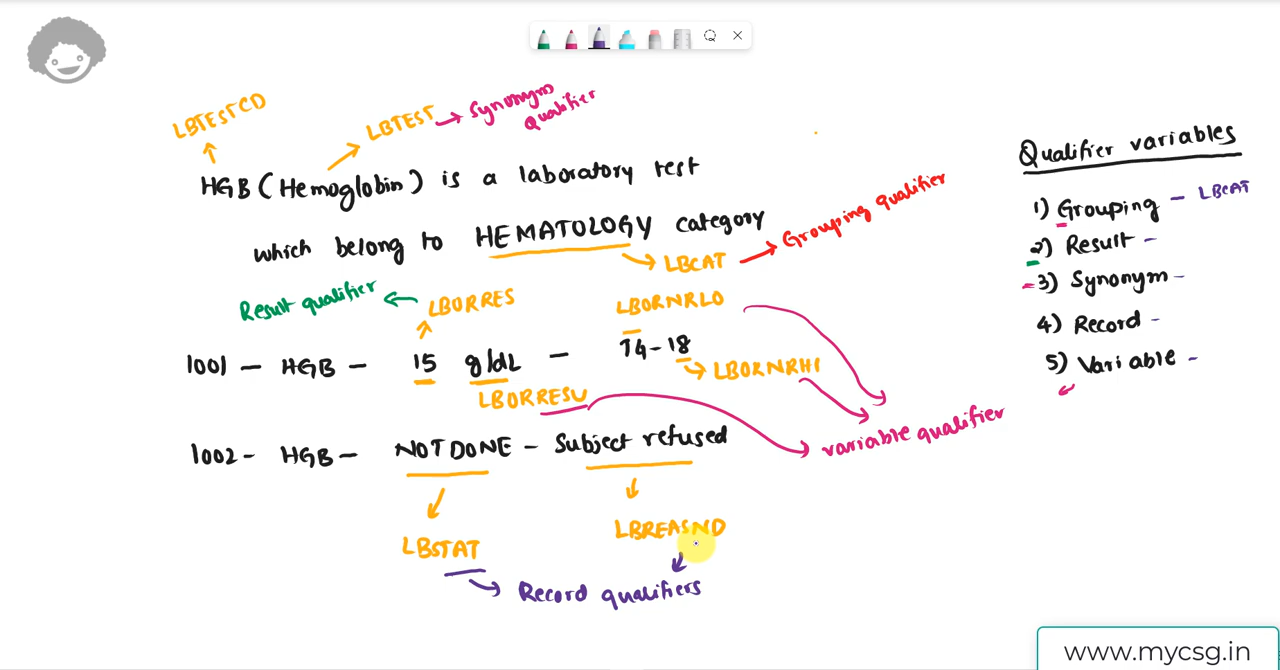 LBTESTCD
LBTEST → Synonym qualifier
HGB (Hemoglobin) is a laboratory test
which belong to HEMATOLOGY category
LBCAT → Grouping qualifier
Result qualifier ← LBORRES
LBORNRLO
1001 - HGB - 15 g/dL - 14-18
LBORNRHI
LBORRESU
variable qualifier
1002 - HGB - NOT DONE - Subject refused
LBSTAT
LBREASND
Record qualifiers
Qualifier variables
1) Grouping - LBCAT
2) Result -
3) Synonym -
4) Record -
5) Variable -
www.mycsg.in